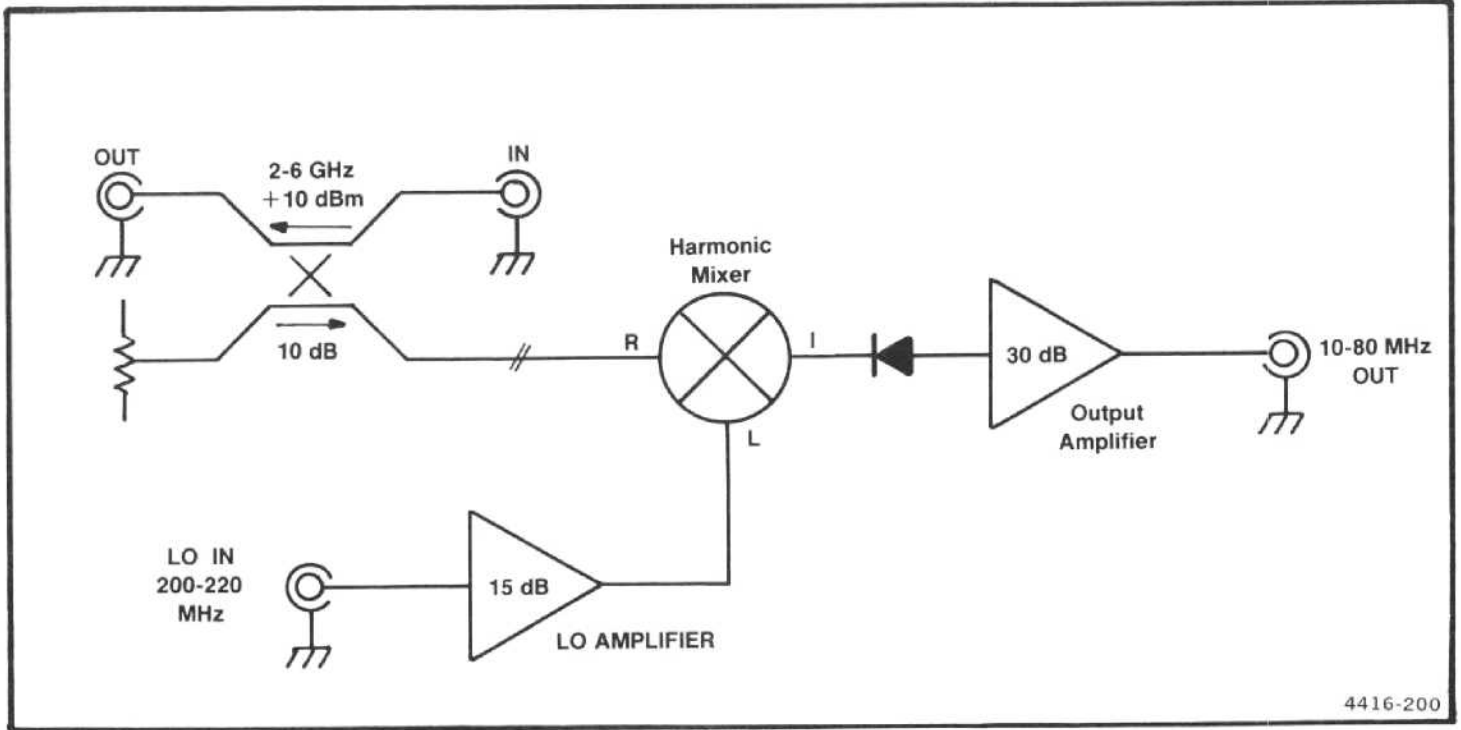 OUT
2-6 GHz
+10 dBm
IN
10 dB
Harmonic
Mixer
R
I
L
30 dB
Output
Amplifier
10-80 MHz
OUT
LO IN
200-220
MHz
15 dB
LO AMPLIFIER
4416-200